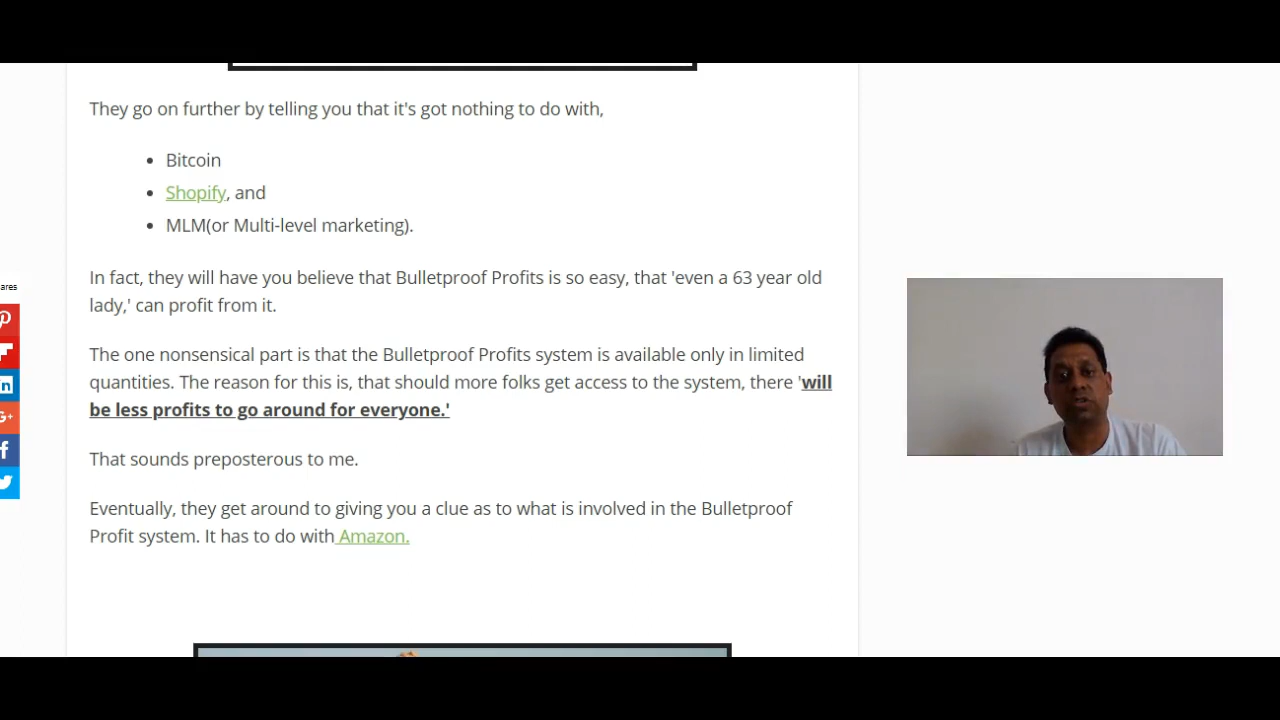 They go on further by telling you that it's got nothing to do with,
• Bitcoin
• Shopify, and
• MLM(or Multi-level marketing).
In fact, they will have you believe that Bulletproof Profits is so easy, that 'even a 63 year old
lady,' can profit from it.
The one nonsensical part is that the Bulletproof Profits system is available only in limited
quantities. The reason for this is, that should more folks get access to the system, there 'will
be less profits to go around for everyone.'
ares
That sounds preposterous to me.
Eventually, they get around to giving you a clue as to what is involved in the Bulletproof
Profit system. It has to do with Amazon.